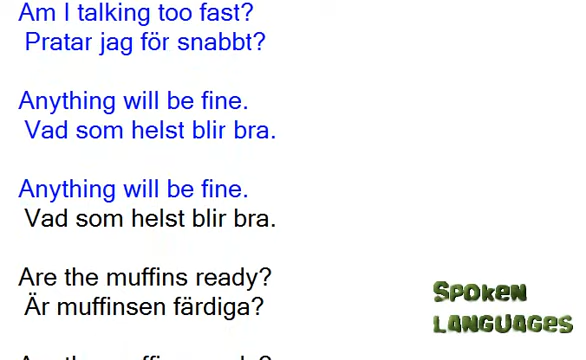 Am I talking too fast?
Pratar jag för snabbt?
Anything will be fine.
Vad som helst blir bra.
Anything will be fine.
Vad som helst blir bra.
Are the muffins ready?
Är muffinsen färdiga?
SPOKEN
LANGUAGES